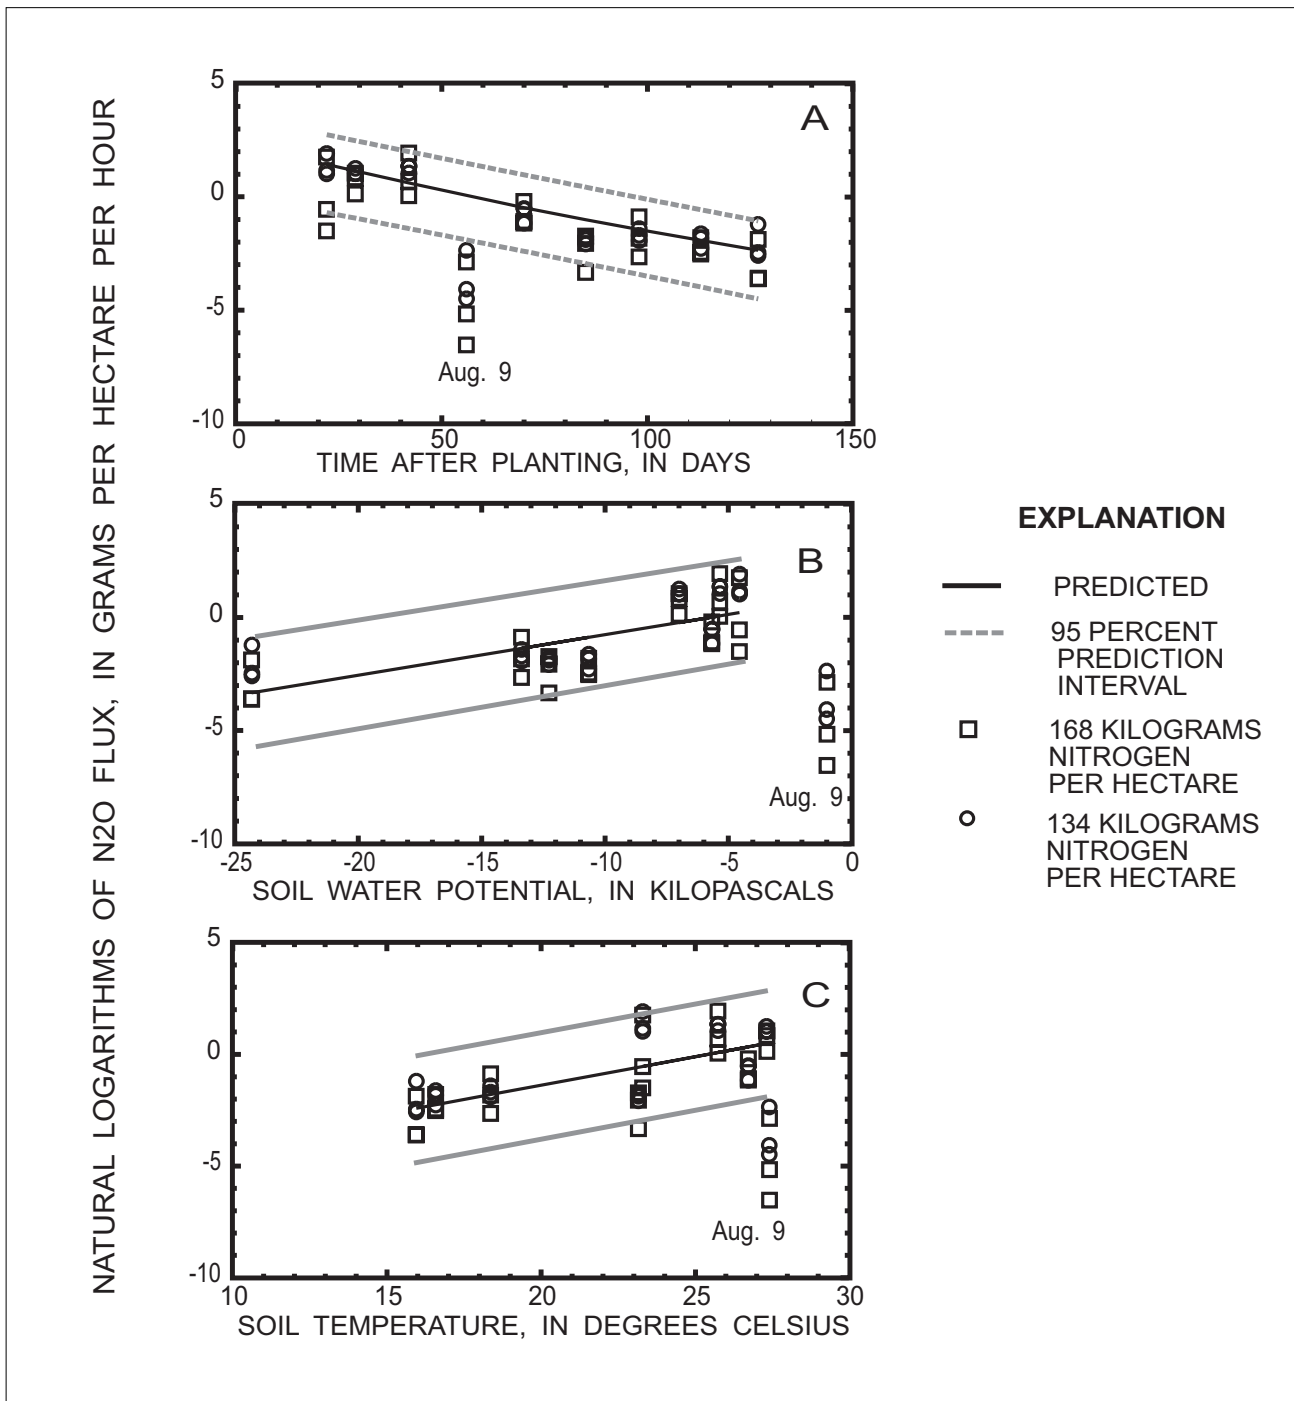 NATURAL LOGARITHMS OF N2O FLUX, IN GRAMS PER HECTARE PER HOUR
5
0
-5
-10
A
Aug. 9
0 50 100 150
TIME AFTER PLANTING, IN DAYS
5
0
-5
-10
B
Aug. 9
-25 -20 -15 -10 -5 0
SOIL WATER POTENTIAL, IN KILOPASCALS
5
0
-5
-10
C
Aug. 9
10 15 20 25 30
SOIL TEMPERATURE, IN DEGREES CELSIUS
EXPLANATION
PREDICTED
95 PERCENT
PREDICTION
INTERVAL
168 KILOGRAMS
NITROGEN
PER HECTARE
134 KILOGRAMS
NITROGEN
PER HECTARE